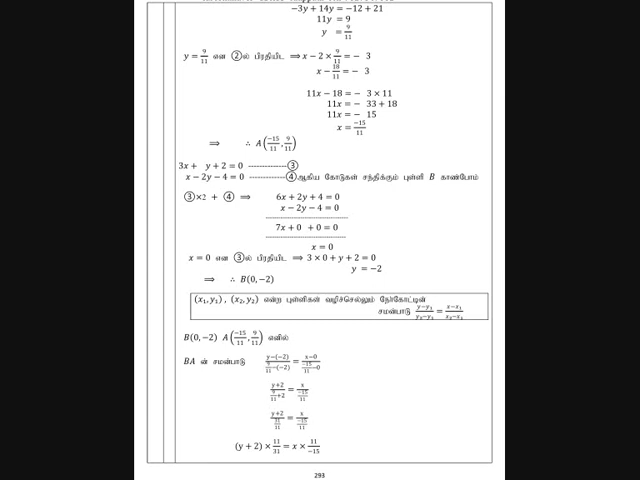 −3y + 14y = −12 + 21
11y = 9
y = 9/11
y = 9/11 என ②ல் பிரதியிட ⟹ x − 2 × 9/11 = − 3
x − 18/11 = − 3
11x − 18 = − 3 × 11
11x = − 33 + 18
11x = − 15
x = −15/11
⟹ ∴ A(−15/11, 9/11)
3x + y + 2 = 0 --------------③
x − 2y − 4 = 0 -------------④ஆகிய கோடுகள் சந்திக்கும் புள்ளி B காண்போம்
③×2 + ④ ⟹ 6x + 2y + 4 = 0
x − 2y − 4 = 0
7x + 0 + 0 = 0
x = 0
x = 0 என ③ல் பிரதியிட ⟹ 3 × 0 + y + 2 = 0
y = −2
⟹ ∴ B(0, −2)
(x₁, y₁) , (x₂, y₂) என்ற புள்ளிகள் வழிச்செல்லும் நேர்கோட்டின்
சமன்பாடு (y−y₁)/(y₂−y₁) = (x−x₁)/(x₂−x₁)
B(0, −2) A(−15/11, 9/11) எனில்
BA ன் சமன்பாடு (y−(−2))/(9/11−(−2)) = (x−0)/(−15/11−0)
(y+2)/(9/11+2) = x/(−15/11)
(y+2)/(31/11) = x/(−15/11)
(y + 2) × 11/31 = x × 11/−15
293